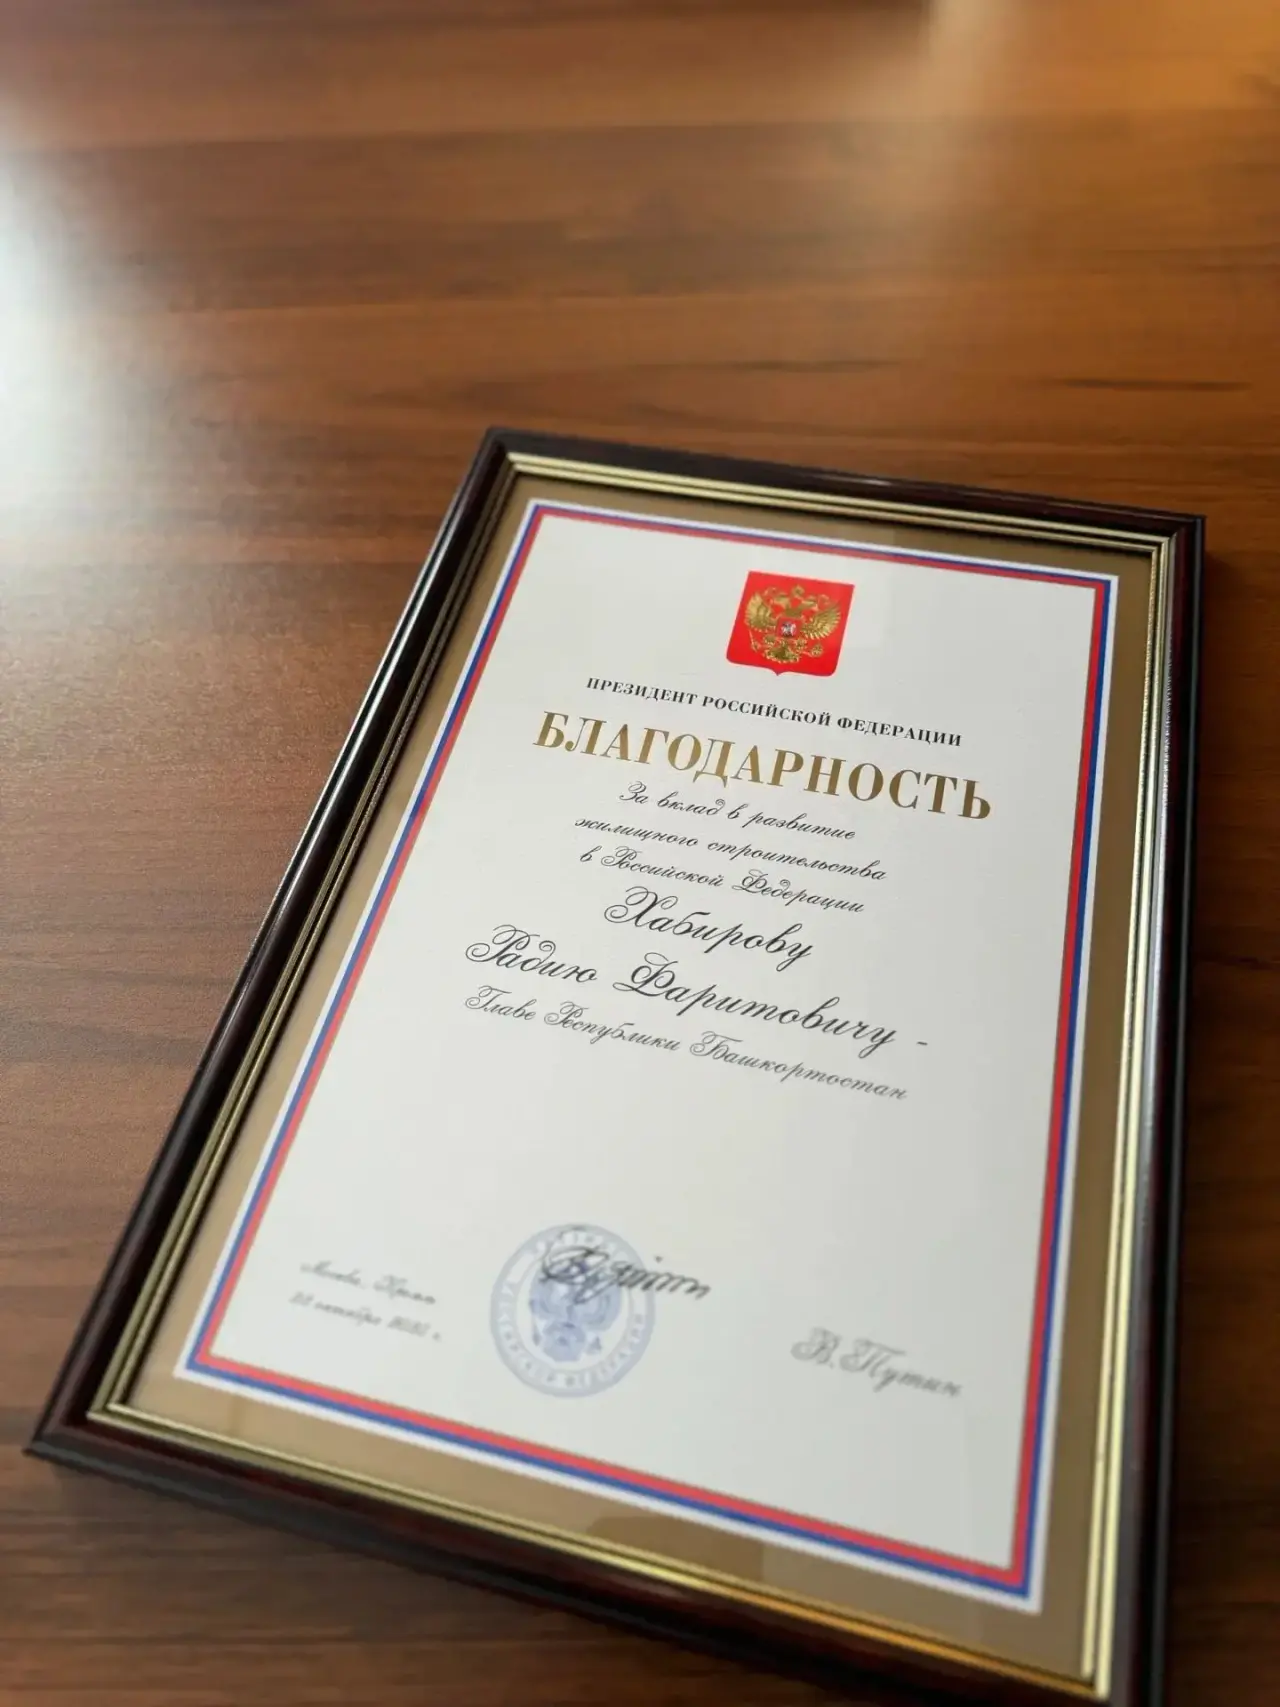 ПРЕЗИДЕНТ РОССИЙСКОЙ ФЕДЕРАЦИИ
БЛАГОДАРНОСТЬ
За вклад в развитие
жилищного строительства
в Российской Федерации
Хабирову
Радию Фаритовичу -
Главе Республики Башкортостан
Москва, Кремль
октября
В.Путин